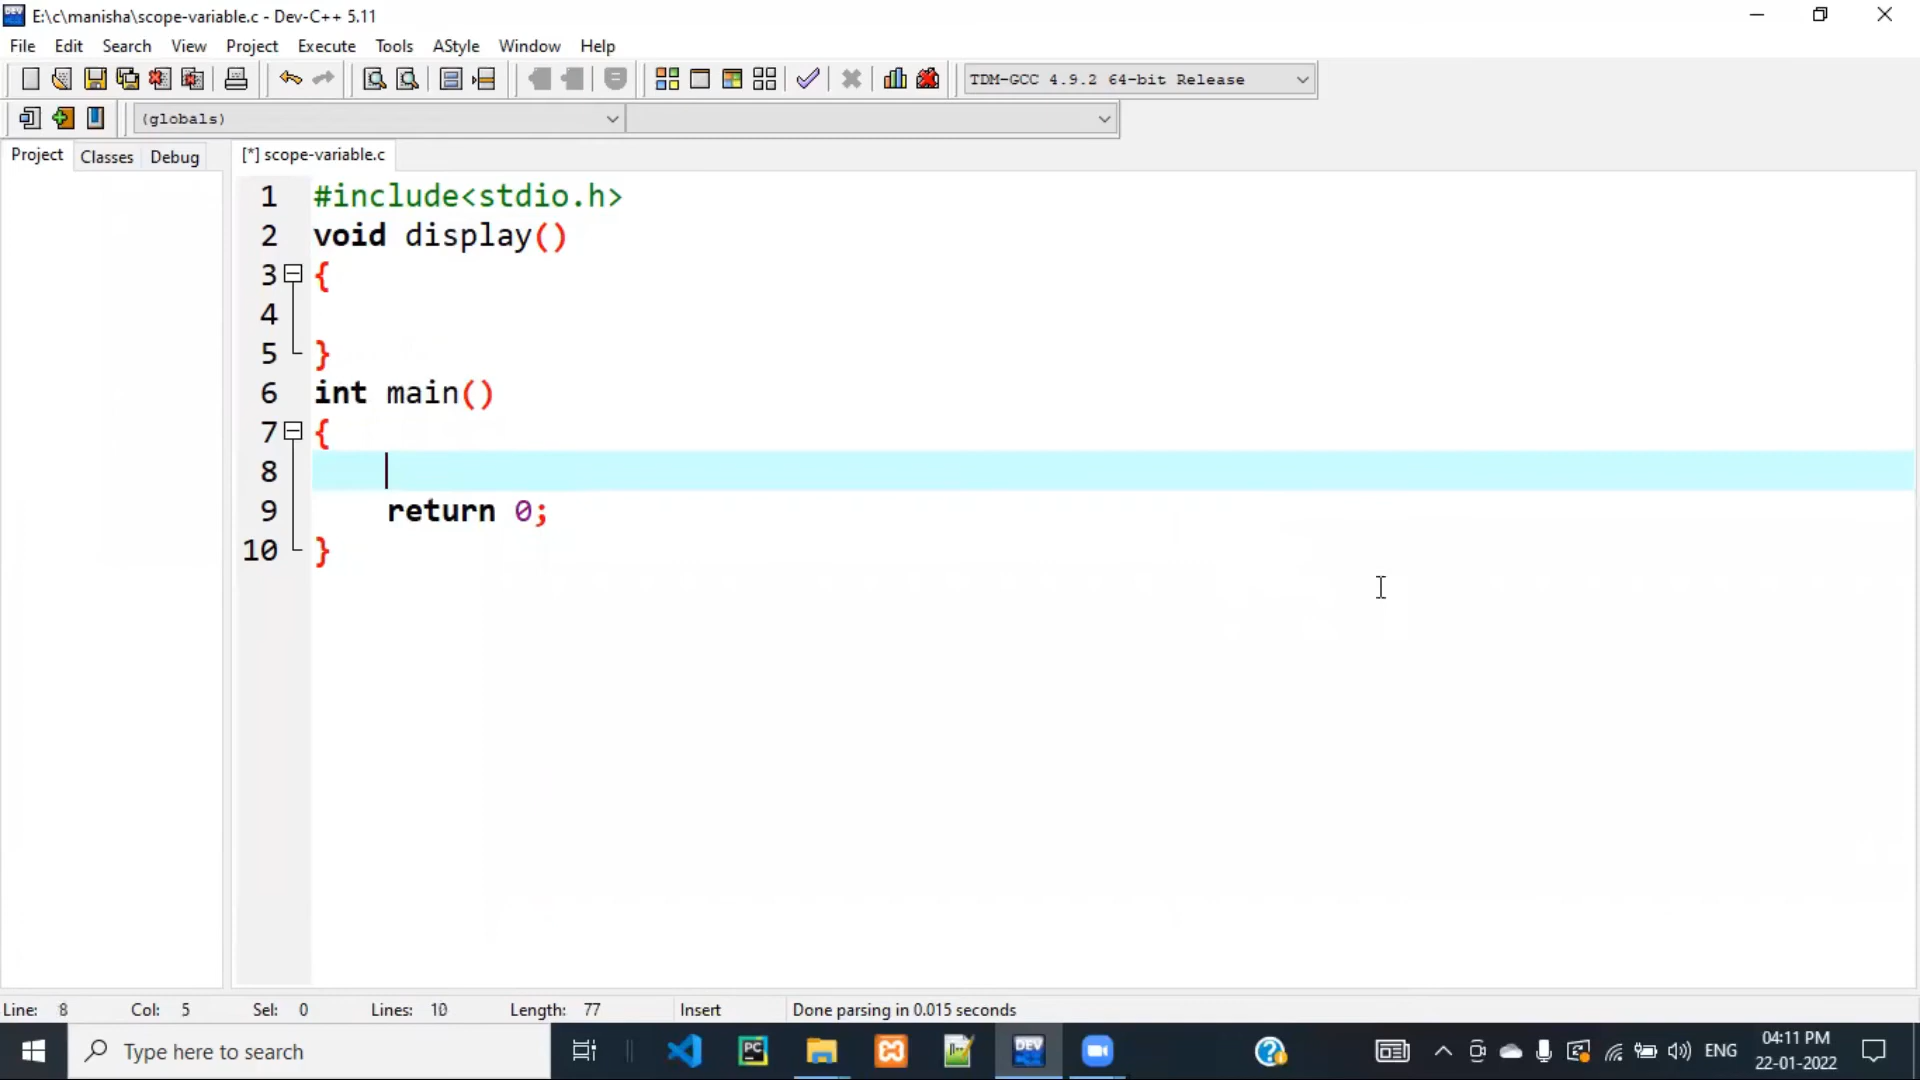 E:\c\manisha\scope-variable.c - Dev-C++ 5.11
File Edit Search View Project Execute Tools AStyle Window Help
TDM-GCC 4.9.2 64-bit Release
(globals)
Project Classes Debug [*] scope-variable.c
1 #include<stdio.h>
2 void display()
3 {
4
5 }
6 int main()
7 {
8
9 return 0;
10 }
Line: 8 Col: 5 Sel: 0 Lines: 10 Length: 77 Insert Done parsing in 0.015 seconds
Type here to search
PC
DEV
ENG
04:11 PM
22-01-2022